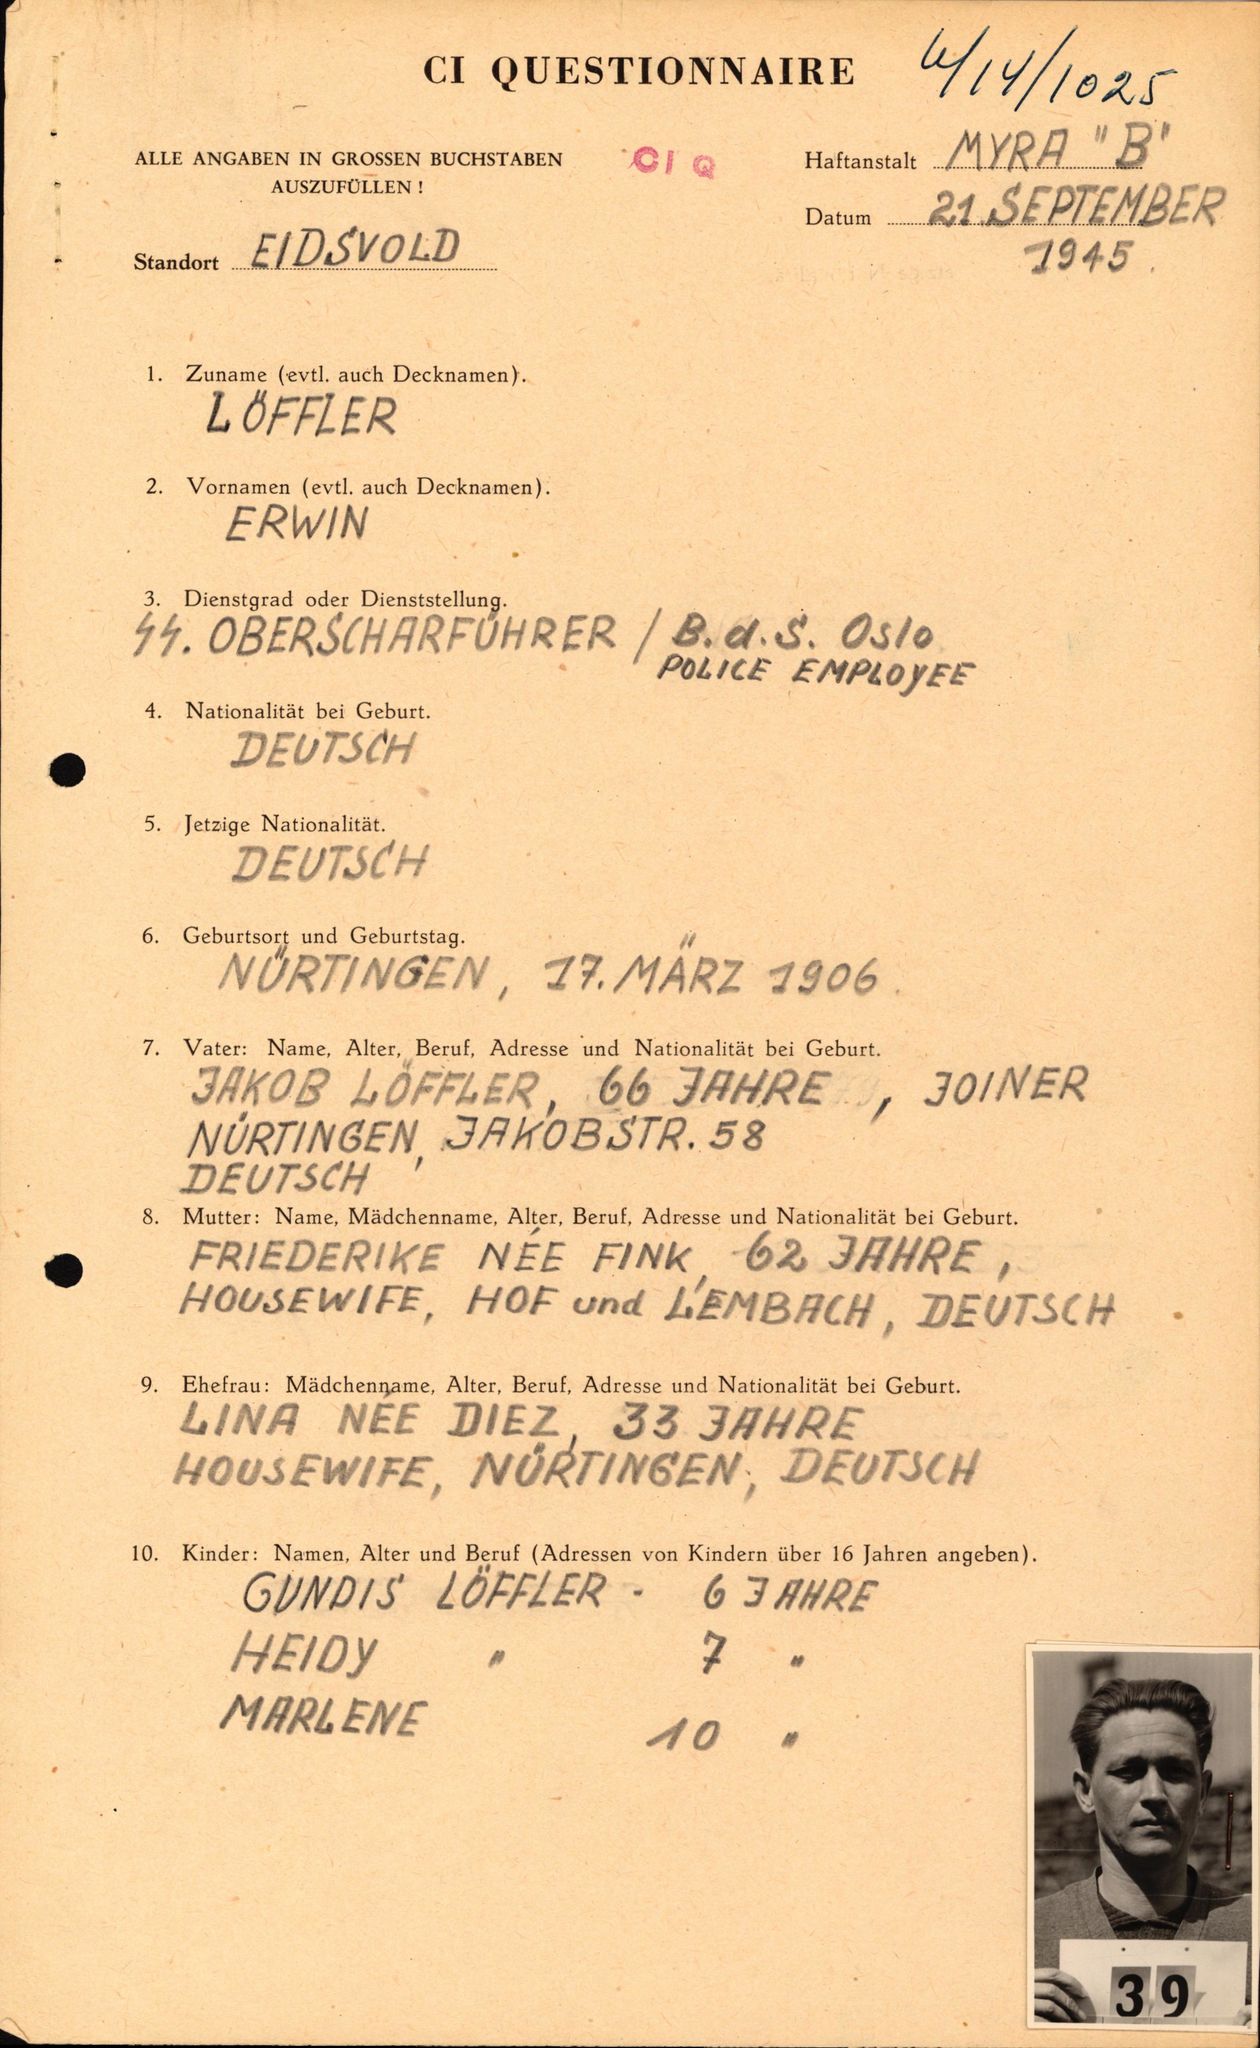 CI QUESTIONNAIRE
W/14/1025
ALLE ANGABEN IN GROSSEN BUCHSTABEN
AUSZUFÜLLEN !
CI Q
Haftanstalt MYRA "B"
Datum 21. SEPTEMBER
1945.
Standort EIDSVOLD
1. Zuname (evtl. auch Decknamen).
LÖFFLER
2. Vornamen (evtl. auch Decknamen).
ERWIN
3. Dienstgrad oder Dienststellung.
SS. OBERSCHARFÜHRER / B.d.S. Oslo
POLICE EMPLOYEE
4. Nationalität bei Geburt.
DEUTSCH
5. Jetzige Nationalität.
DEUTSCH
6. Geburtsort und Geburtstag.
NÜRTINGEN, 17. MÄRZ 1906.
7. Vater: Name, Alter, Beruf, Adresse und Nationalität bei Geburt.
JAKOB LÖFFLER, 66 JAHRE, JOINER
NÜRTINGEN, JAKOBSTR. 58
DEUTSCH
8. Mutter: Name, Mädchenname, Alter, Beruf, Adresse und Nationalität bei Geburt.
FRIEDERIKE NÉE FINK, 62 JAHRE,
HOUSEWIFE, HOF und LEMBACH, DEUTSCH
9. Ehefrau: Mädchenname, Alter, Beruf, Adresse und Nationalität bei Geburt.
LINA NÉE DIEZ, 33 JAHRE
HOUSEWIFE, NÜRTINGEN, DEUTSCH
10. Kinder: Namen, Alter und Beruf (Adressen von Kindern über 16 Jahren angeben).
GUNDIS LÖFFLER - 6 JAHRE
HEIDY " 7 "
MARLENE 10 "
39